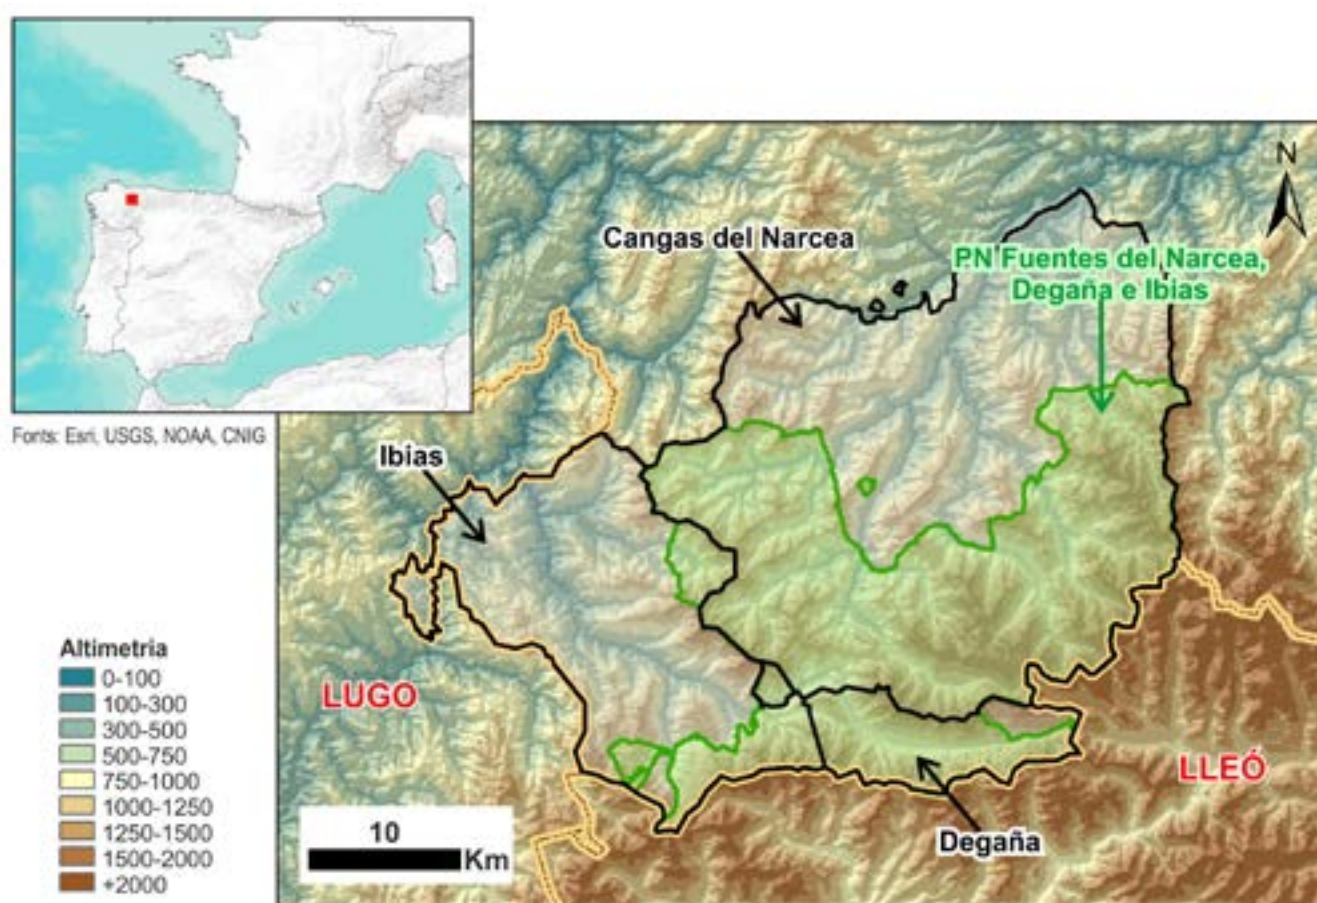 Fonts: Esri, USGS, NOAA, CNIG
N
Cangas del Narcea
PN Fuentes del Narcea,
Degaña e Ibias
Ibias
LUGO
LLEÓ
Degaña
Altimetria
0-100
100-300
300-500
500-750
750-1000
1000-1250
1250-1500
1500-2000
+2000
10
Km